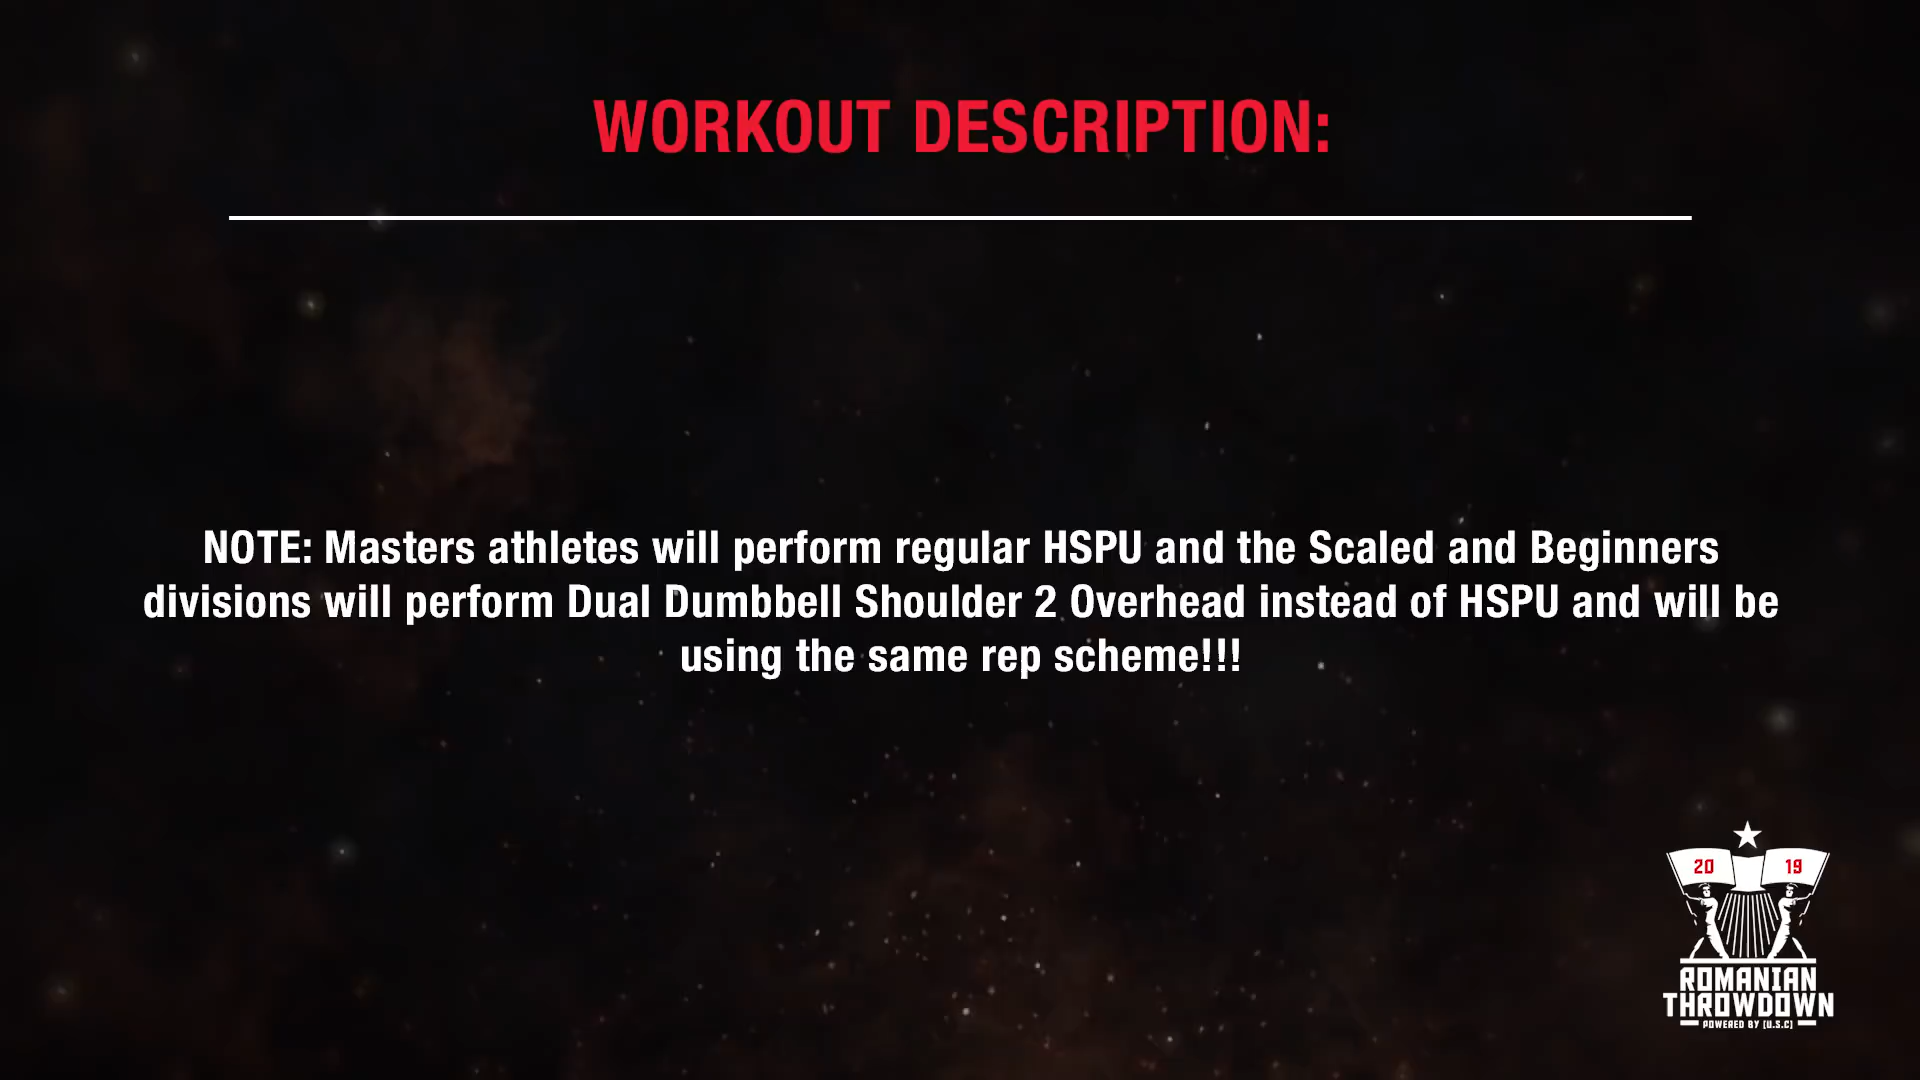 WORKOUT DESCRIPTION:
NOTE: Masters athletes will perform regular HSPU and the Scaled and Beginners
divisions will perform Dual Dumbbell Shoulder 2 Overhead instead of HSPU and will be
using the same rep scheme!!!
20 19
ROMANIAN
THROWDOWN
POWERED BY [U.S.C]